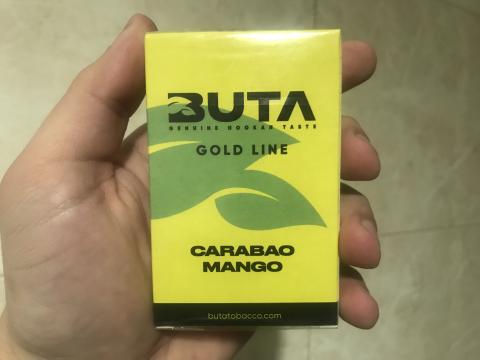 BUTA
GENUINE HOOKAH TASTE
GOLD LINE
CARABAO
MANGO
butatobacco.com